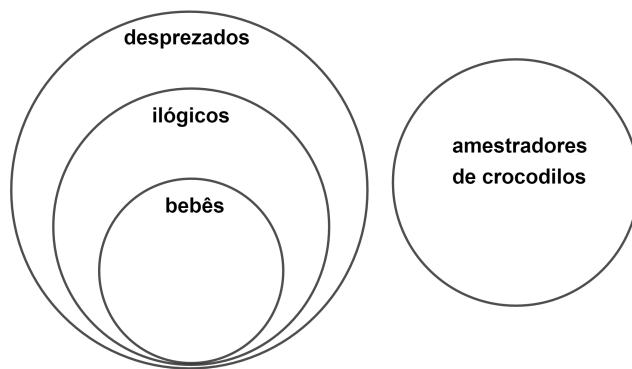 desprezados
ilógicos
bebês
amestradores
de crocodilos